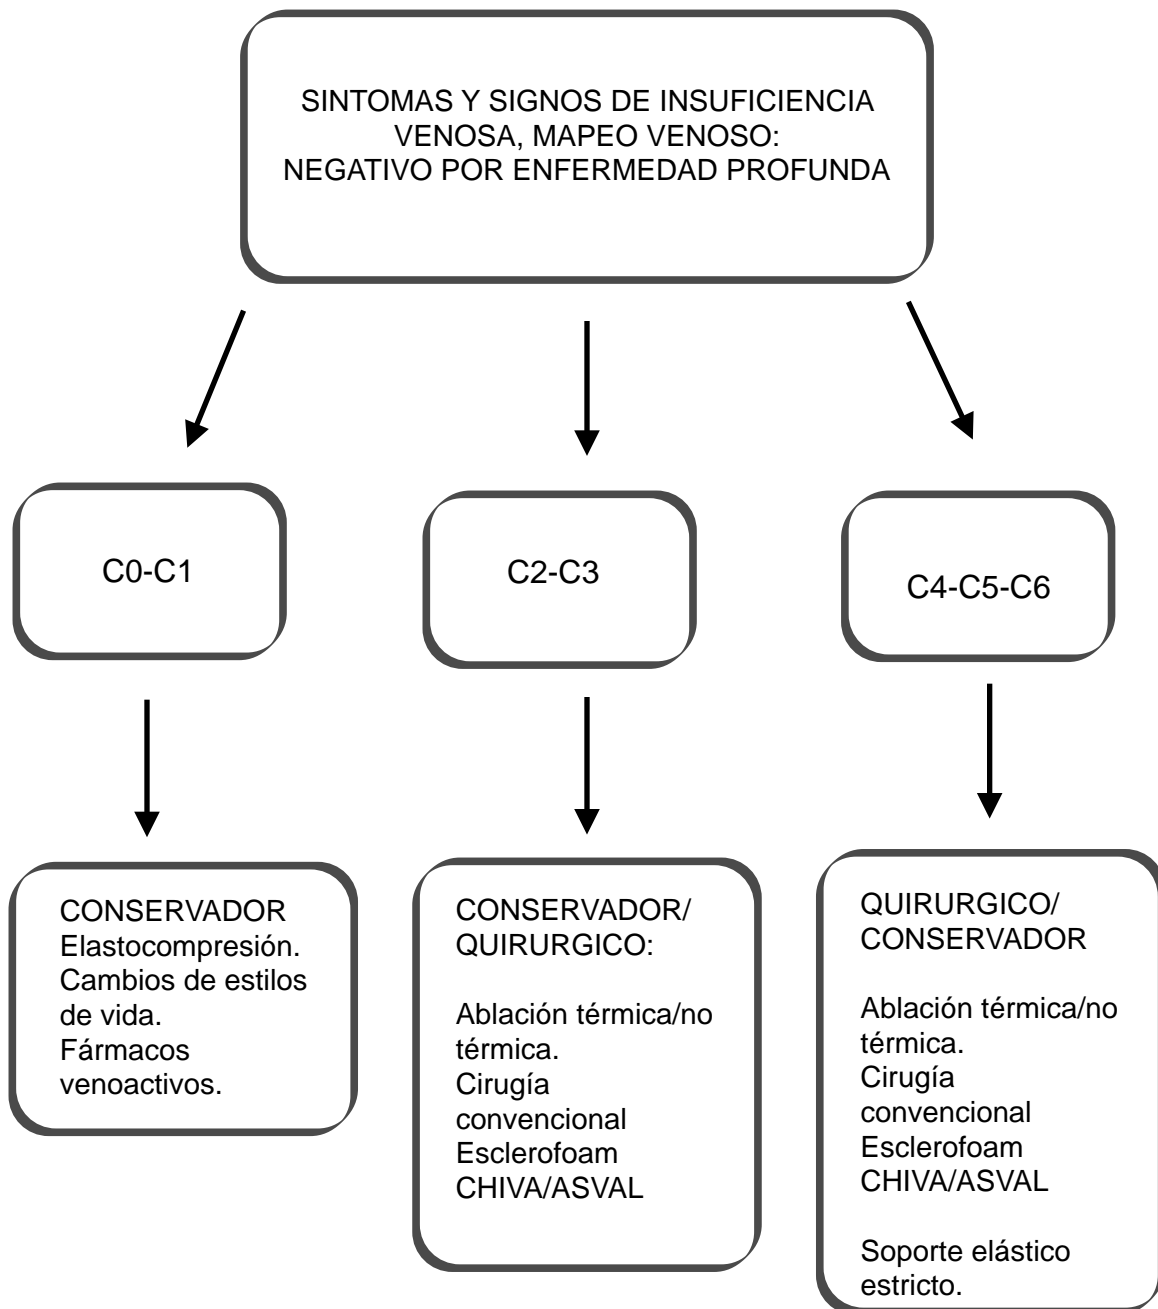 SINTOMAS Y SIGNOS DE INSUFICIENCIA
VENOSA, MAPEO VENOSO:
NEGATIVO POR ENFERMEDAD PROFUNDA
C0-C1
C2-C3
C4-C5-C6
CONSERVADOR
Elastocompresión.
Cambios de estilos
de vida.
Fármacos
venoactivos.
CONSERVADOR/
QUIRURGICO:
Ablación térmica/no
térmica.
Cirugía
convencional
Esclerofoam
CHIVA/ASVAL
QUIRURGICO/
CONSERVADOR
Ablación térmica/no
térmica.
Cirugía
convencional
Esclerofoam
CHIVA/ASVAL
Soporte elástico
estricto.